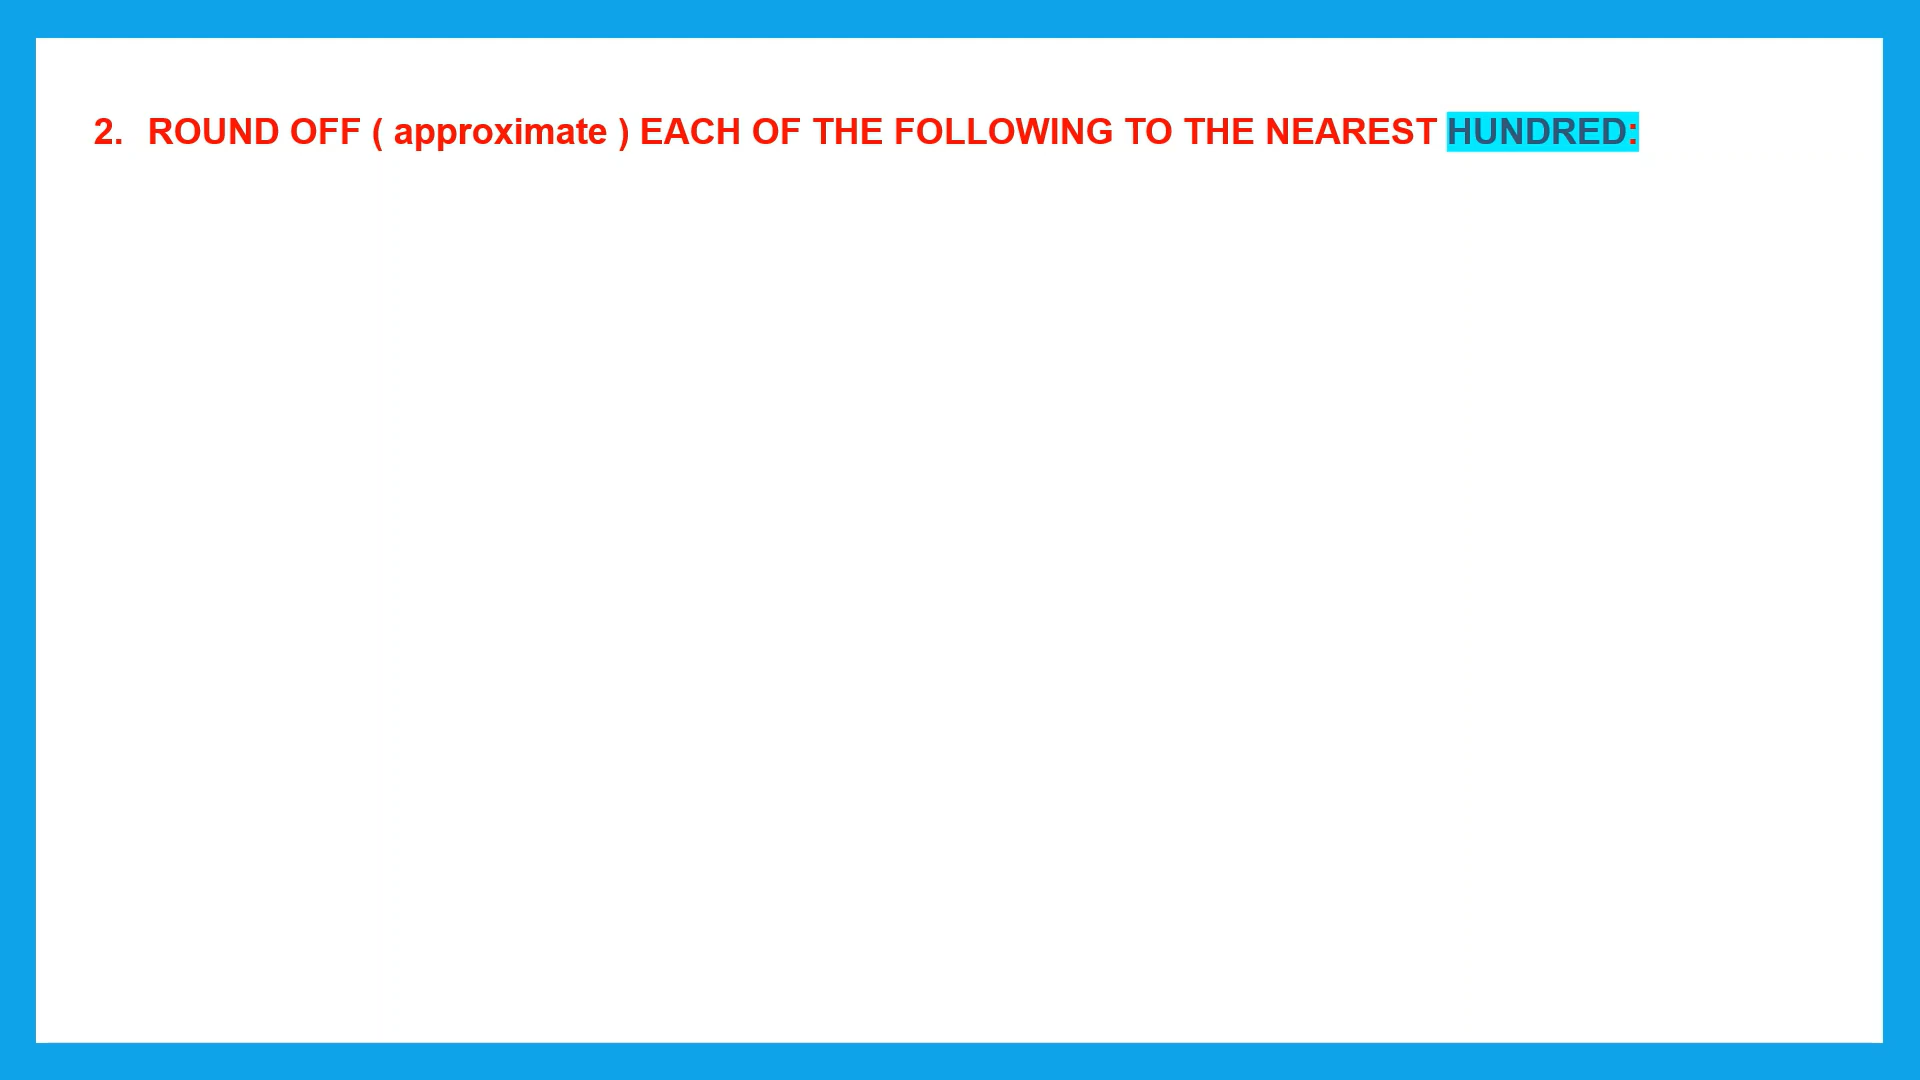 2. ROUND OFF ( approximate ) EACH OF THE FOLLOWING TO THE NEAREST HUNDRED: